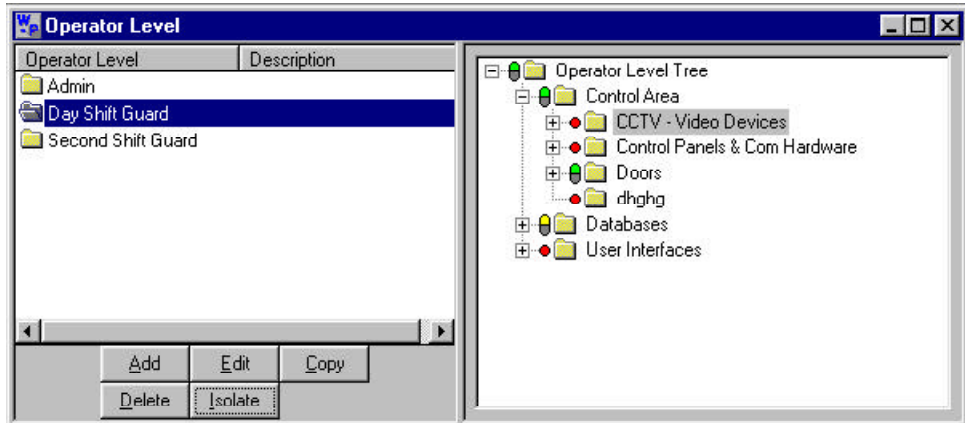 Operator Level
Operator Level Description
Admin
Day Shift Guard
Second Shift Guard
Add Edit Copy
Delete Isolate
Operator Level Tree
Control Area
CCTV - Video Devices
Control Panels & Com Hardware
Doors
dhghg
Databases
User Interfaces